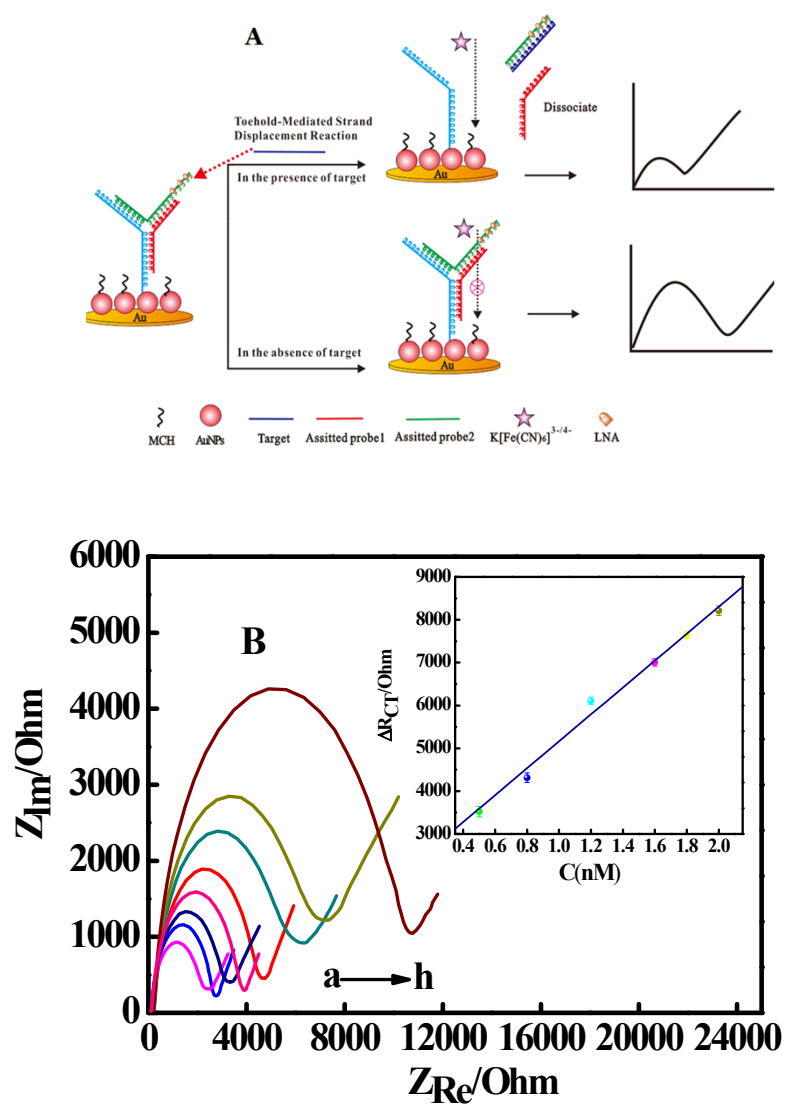 A
Toehold-Mediated Strand
Displacement Reaction
In the presence of target
Dissociate
Au
Au
In the absence of target
Au
MCH AuNPs Target Assitted probe1 Assitted probe2 K[Fe(CN)₆]³⁻/⁴⁻ LNA
B
Z_Im/Ohm
6000
5000
4000
3000
2000
1000
0
0 4000 8000 12000 16000 20000 24000
Z_Re/Ohm
a h
ΔR_CT/Ohm
9000
8000
7000
6000
5000
4000
3000
0.4 0.6 0.8 1.0 1.2 1.4 1.6 1.8 2.0
C(nM)